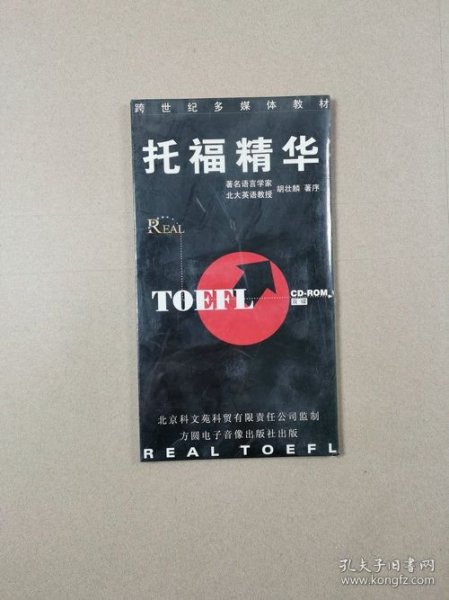 跨世纪多媒体教材
托福精华
著名语言学家
北大英语教授
胡壮麟 著序
REAL
TOEFL
CD-ROM
北京科文苑科贸有限责任公司监制
方圆电子音像出版社出版
REAL TOEFL
孔夫子旧书网
www.kongfz.com